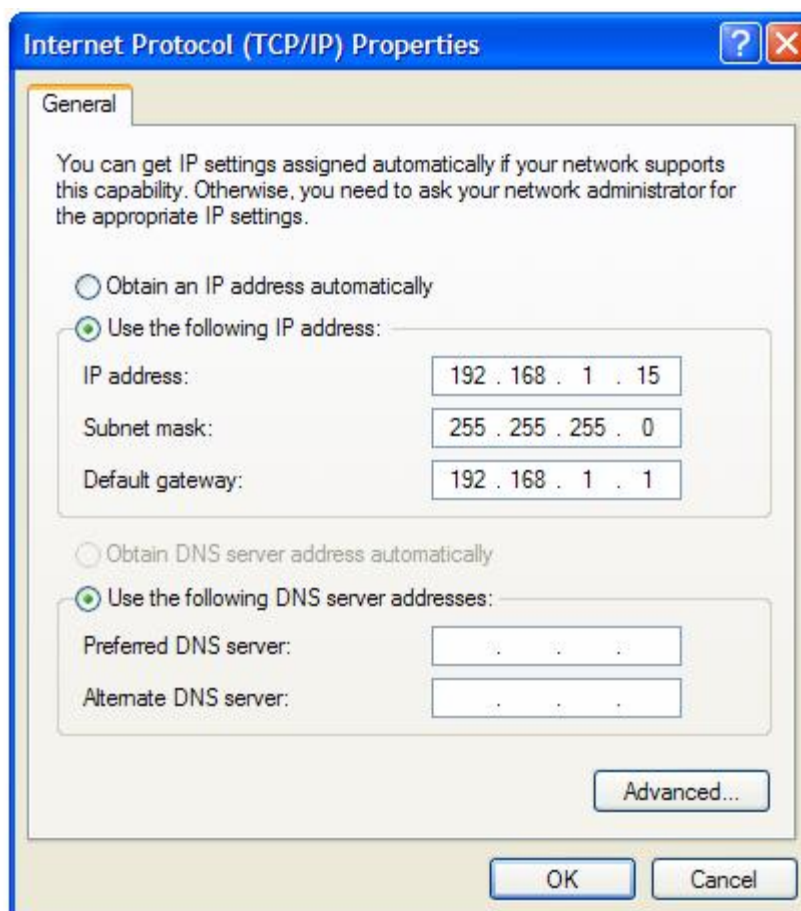 Internet Protocol (TCP/IP) Properties
General
You can get IP settings assigned automatically if your network supports
this capability. Otherwise, you need to ask your network administrator for
the appropriate IP settings.
Obtain an IP address automatically
Use the following IP address:
IP address: 192 . 168 . 1 . 15
Subnet mask: 255 . 255 . 255 . 0
Default gateway: 192 . 168 . 1 . 1
Obtain DNS server address automatically
Use the following DNS server addresses:
Preferred DNS server: . . .
Alternate DNS server: . . .
Advanced...
OK Cancel